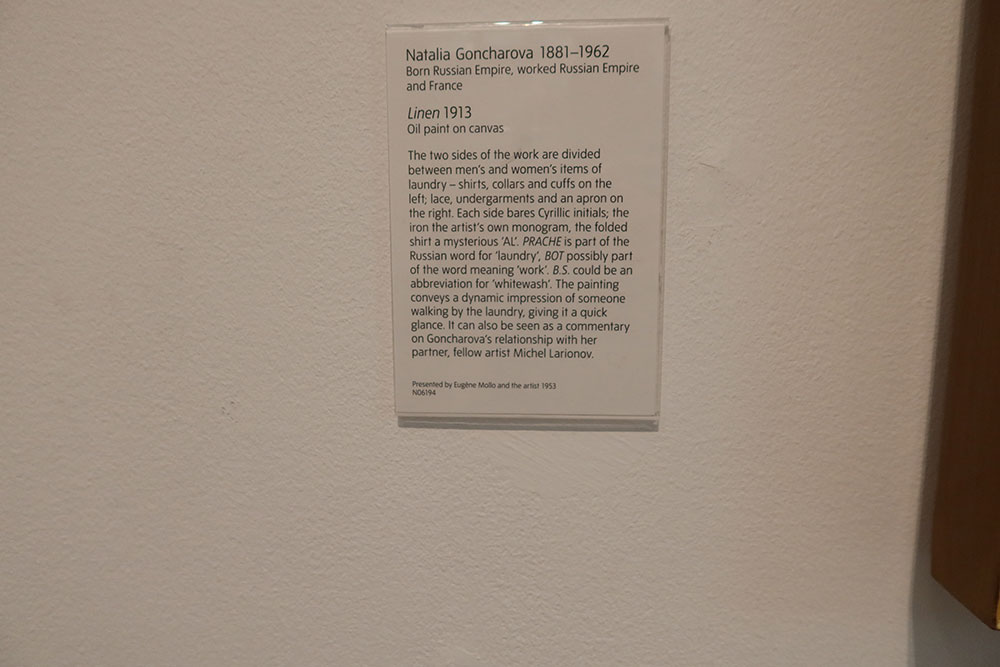 Natalia Goncharova 1881–1962
Born Russian Empire, worked Russian Empire
and France
Linen 1913
Oil paint on canvas
The two sides of the work are divided
between men's and women's items of
laundry – shirts, collars and cuffs on the
left; lace, undergarments and an apron on
the right. Each side bares Cyrillic initials; the
iron the artist's own monogram, the folded
shirt a mysterious 'AL'. PRACHE is part of the
Russian word for 'laundry', BOT possibly part
of the word meaning 'work'. B.S. could be an
abbreviation for 'whitewash'. The painting
conveys a dynamic impression of someone
walking by the laundry, giving it a quick
glance. It can also be seen as a commentary
on Goncharova's relationship with her
partner, fellow artist Michel Larionov.
Presented by Eugène Mollo and the artist 1953
N06194